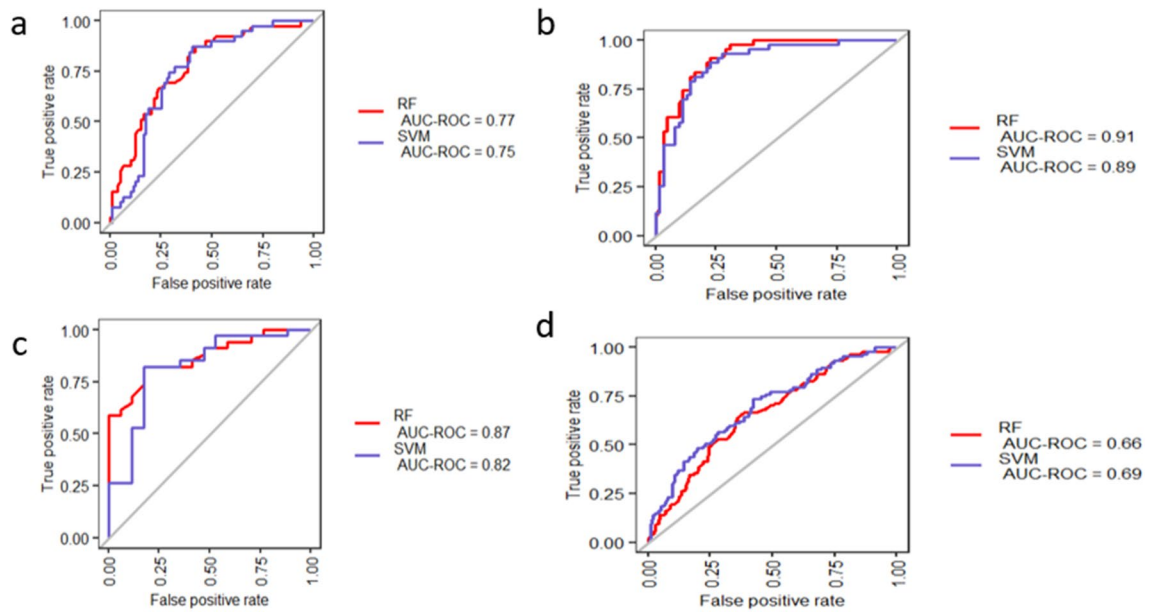 a
1.00
0.75
0.50
0.25
0.00
True positive rate
0.00
0.25
0.50
0.75
1.00
False positive rate
RF
AUC-ROC = 0.77
SVM
AUC-ROC = 0.75
b
1.00
0.75
0.50
0.25
0.00
True positive rate
0.00
0.25
0.50
0.75
1.00
False positive rate
RF
AUC-ROC = 0.91
SVM
AUC-ROC = 0.89
c
1.00
0.75
0.50
0.25
0.00
True positive rate
0.00
0.25
0.50
0.75
1.00
False positive rate
RF
AUC-ROC = 0.87
SVM
AUC-ROC = 0.82
d
1.00
0.75
0.50
0.25
0.00
True positive rate
0.00
0.25
0.50
0.75
1.00
False positive rate
RF
AUC-ROC = 0.66
SVM
AUC-ROC = 0.69